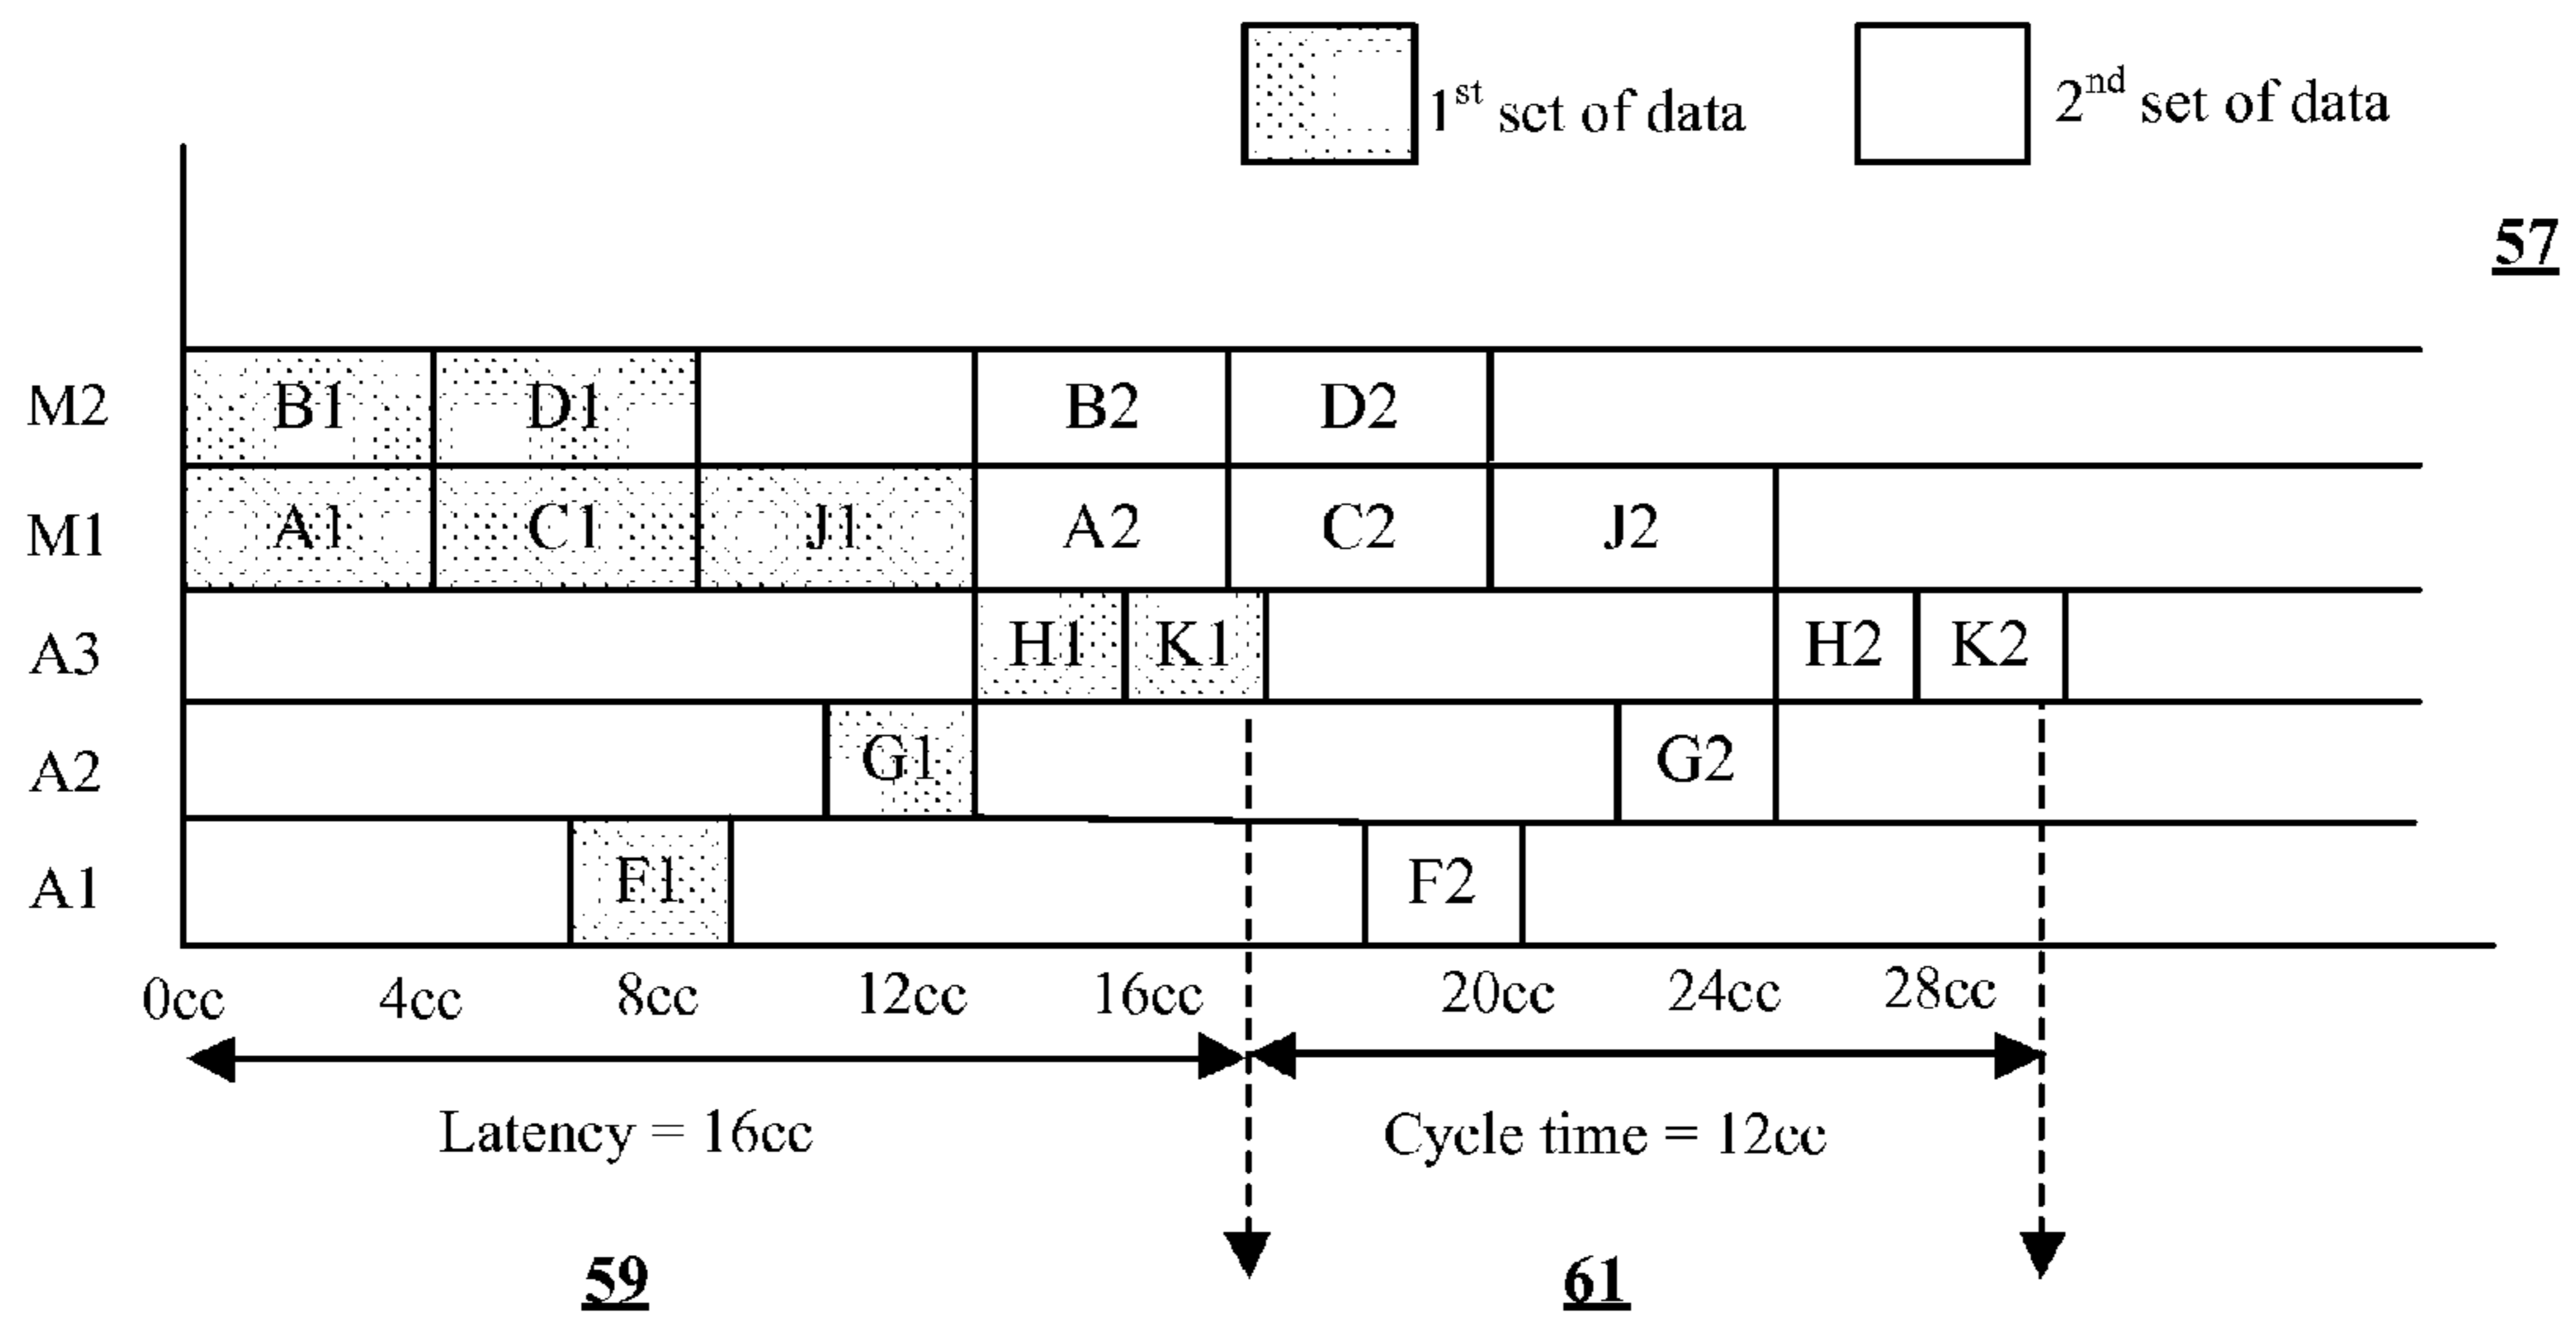 1st sct of data 2nd set of data
57
M2 B1 D1 B2 D2
M1 A1 C1 J1 A2 C2 J2
A3 H1 K1 H2 K2
A2 G1 G2
A1 F1 F2
0cc 4cc 8cc 12cc 16cc 20cc 24cc 28cc
Latency = 16cc Cycle time = 12cc
59 61